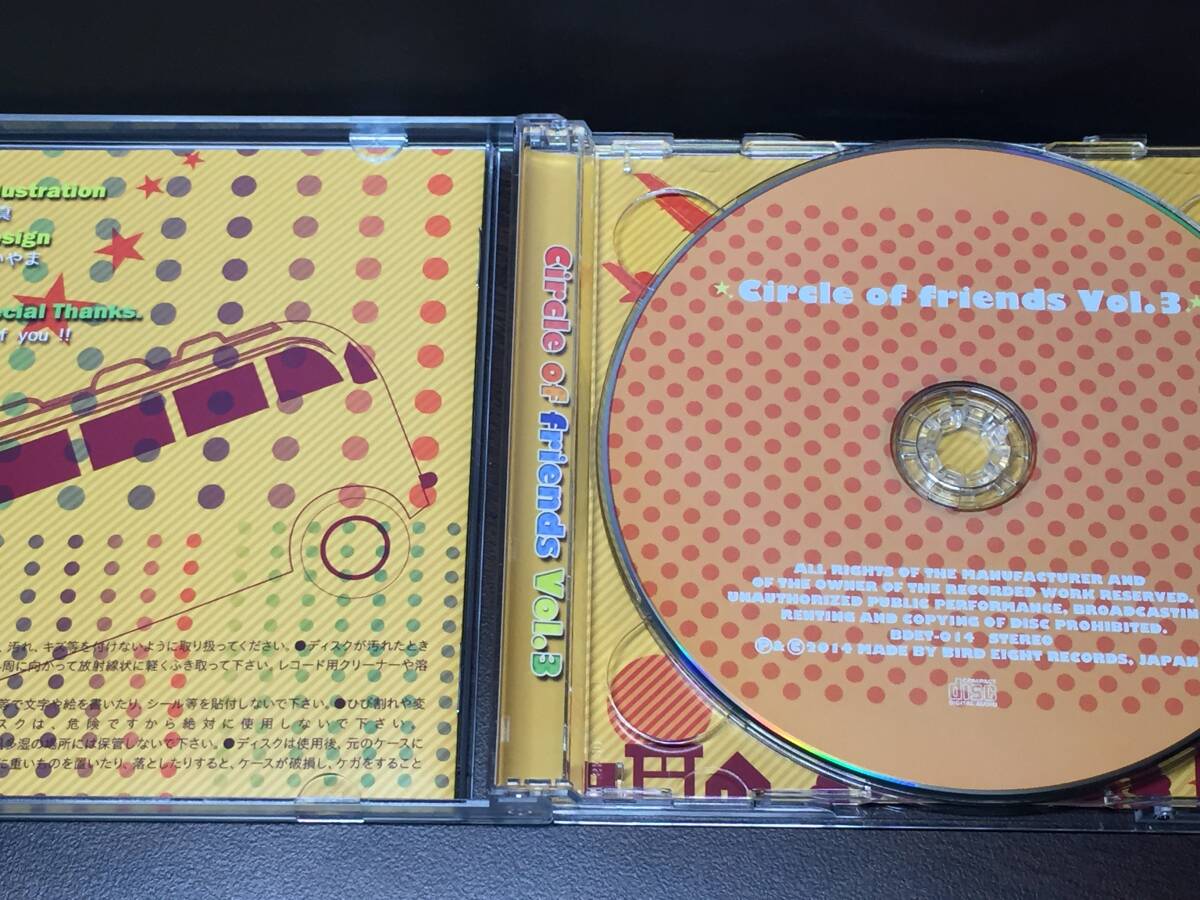 lustration
esign
いやま
ecial Thanks.
f you !!
、汚れ、キズ等を付けないように取り扱ってください。●ディスクが汚れたとき
周に向かって放射線状に軽くふき取って下さい。レコード用クリーナーや溶
等で文字や絵を書いたり、シール等を貼付しないで下さい。●ひび割れや変
スクは、危険ですから絶対に使用しないで下さい。
多湿の場所には保管しないで下さい。●ディスクは使用後、元のケースに
に重いものを置いたり、落としたりすると、ケースが破損し、ケガをすること
Circle of friends Vol.3
Circle of friends Vol.3
ALL RIGHTS OF THE MANUFACTURER AND
OF THE OWNER OF THE RECORDED WORK RESERVED.
UNAUTHORIZED PUBLIC PERFORMANCE, BROADCASTIN
RENTING AND COPYING OF DISC PROHIBITED.
BDET-014 STEREO
Ⓟ & © 2014 MADE BY BIRD EIGHT RECORDS, JAPAN
COMPACT
disc
DIGITAL AUDIO